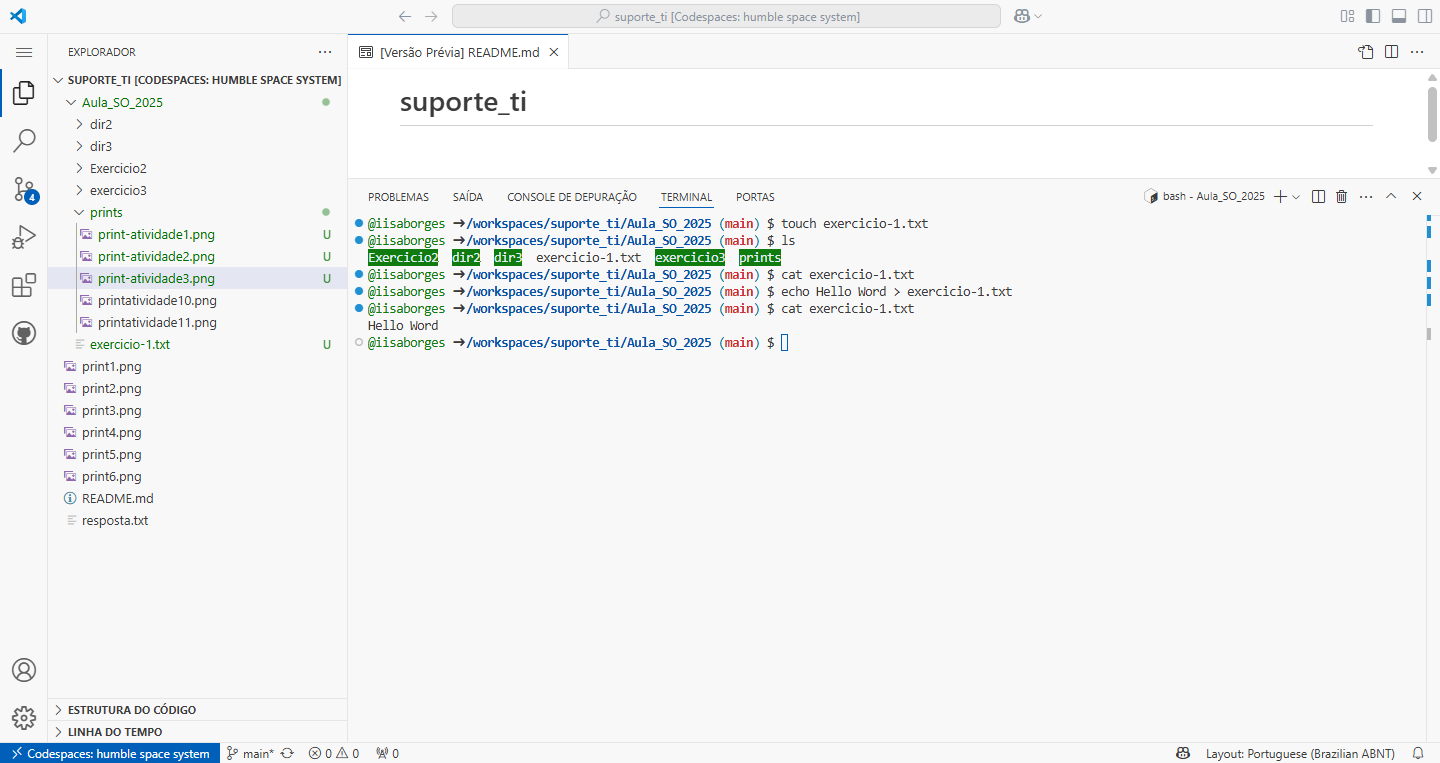 suporte_ti [Codespaces: humble space system]
EXPLORADOR
SUPORTE_TI [CODESPACES: HUMBLE SPACE SYSTEM]
Aula_SO_2025
dir2
dir3
Exercicio2
exercicio3
prints
print-atividade1.png U
print-atividade2.png U
print-atividade3.png U
printatividade10.png
printatividade11.png
exercicio-1.txt U
print1.png
print2.png
print3.png
print4.png
print5.png
print6.png
README.md
resposta.txt
4
ESTRUTURA DO CÓDIGO
LINHA DO TEMPO
[Versão Prévia] README.md
suporte_ti
PROBLEMAS SAÍDA CONSOLE DE DEPURAÇÃO TERMINAL PORTAS bash - Aula_SO_2025
@iisaborges ➜/workspaces/suporte_ti/Aula_SO_2025 (main) $ touch exercicio-1.txt
@iisaborges ➜/workspaces/suporte_ti/Aula_SO_2025 (main) $ ls
Exercicio2 dir2 dir3 exercicio-1.txt exercicio3 prints
@iisaborges ➜/workspaces/suporte_ti/Aula_SO_2025 (main) $ cat exercicio-1.txt
@iisaborges ➜/workspaces/suporte_ti/Aula_SO_2025 (main) $ echo Hello Word > exercicio-1.txt
@iisaborges ➜/workspaces/suporte_ti/Aula_SO_2025 (main) $ cat exercicio-1.txt
Hello Word
@iisaborges ➜/workspaces/suporte_ti/Aula_SO_2025 (main) $
Codespaces: humble space system main* 0 0 0 Layout: Portuguese (Brazilian ABNT)